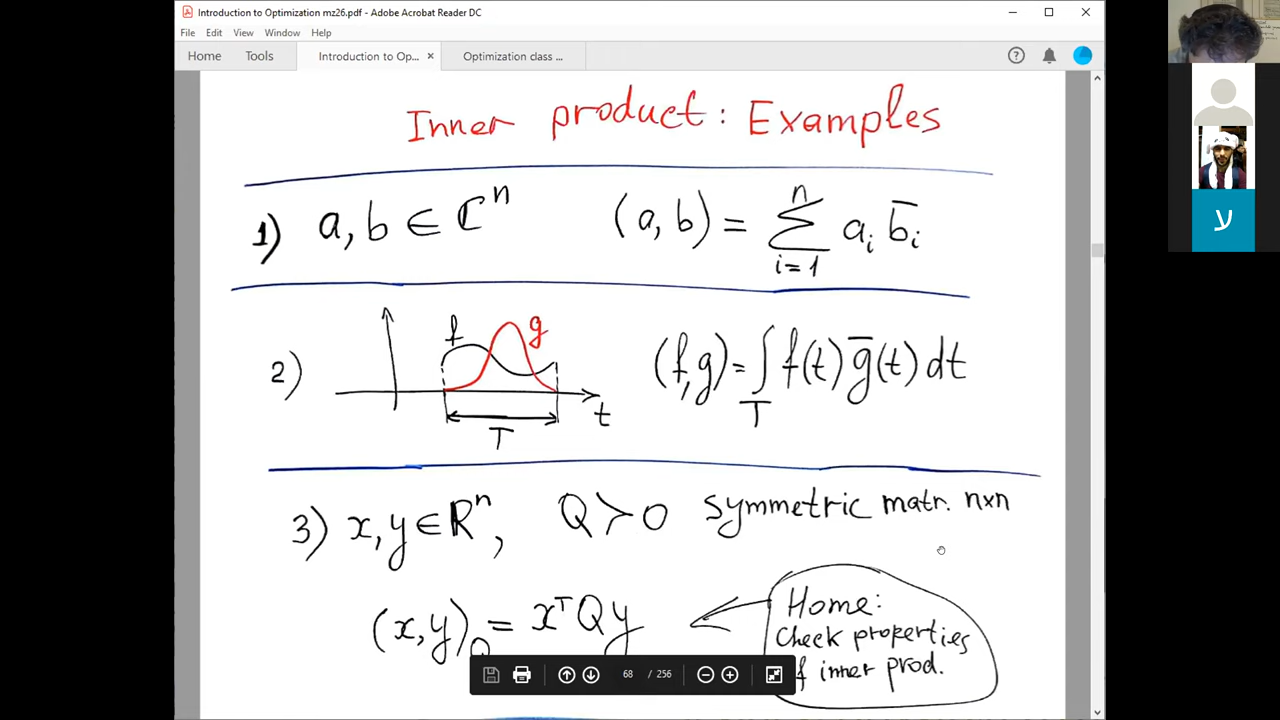 Introduction to Optimization mz26.pdf - Adobe Acrobat Reader DC
File Edit View Window Help
Home Tools Introduction to Op... × Optimization class ...
Inner product: Examples
1) a, b ∈ ℂⁿ (a, b) = ∑ᵢ₌₁ⁿ aᵢ b̄ᵢ
2) f g t T (f,g) = ∫_T f(t) ḡ(t) dt
3) x, y ∈ ℝⁿ, Q ≻ 0 symmetric matr. n×n
(x, y)_Q = xᵀQy
Home:
Check properties
f inner prod.
68 / 256
ע